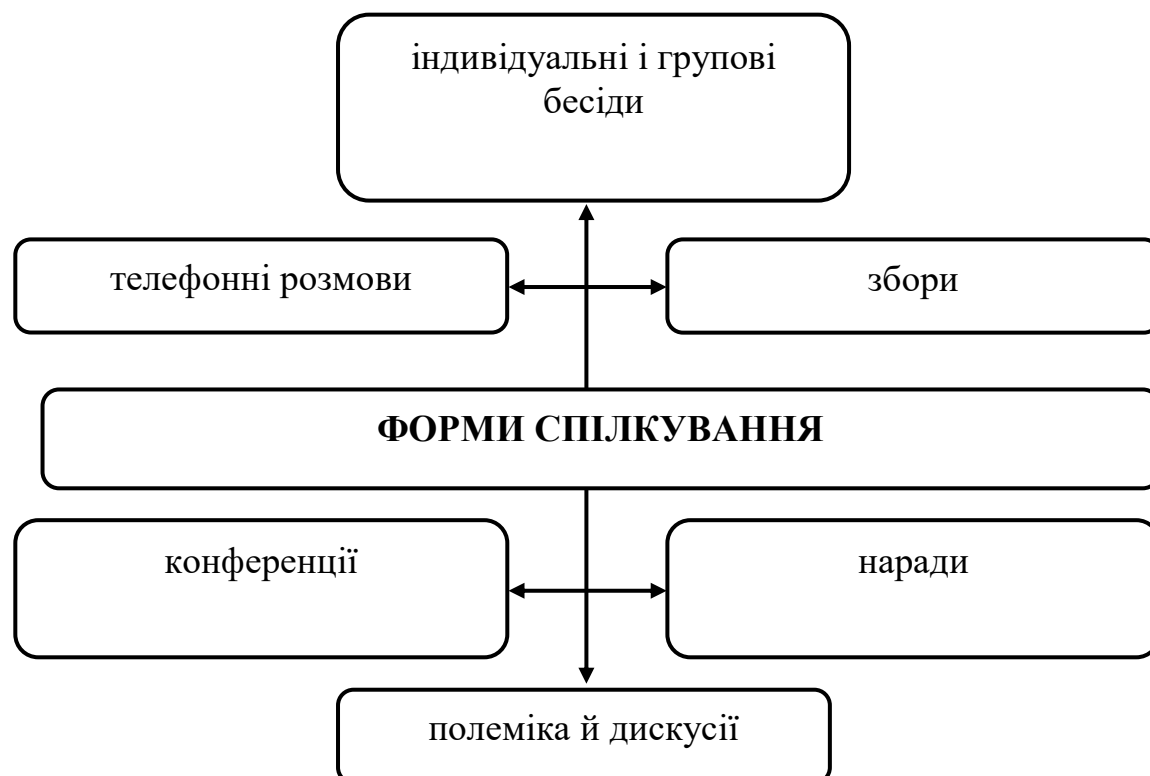 індивідуальні і групові
бесіди
телефонні розмови
збори
ФОРМИ СПІЛКУВАННЯ
конференції
наради
полеміка й дискусії